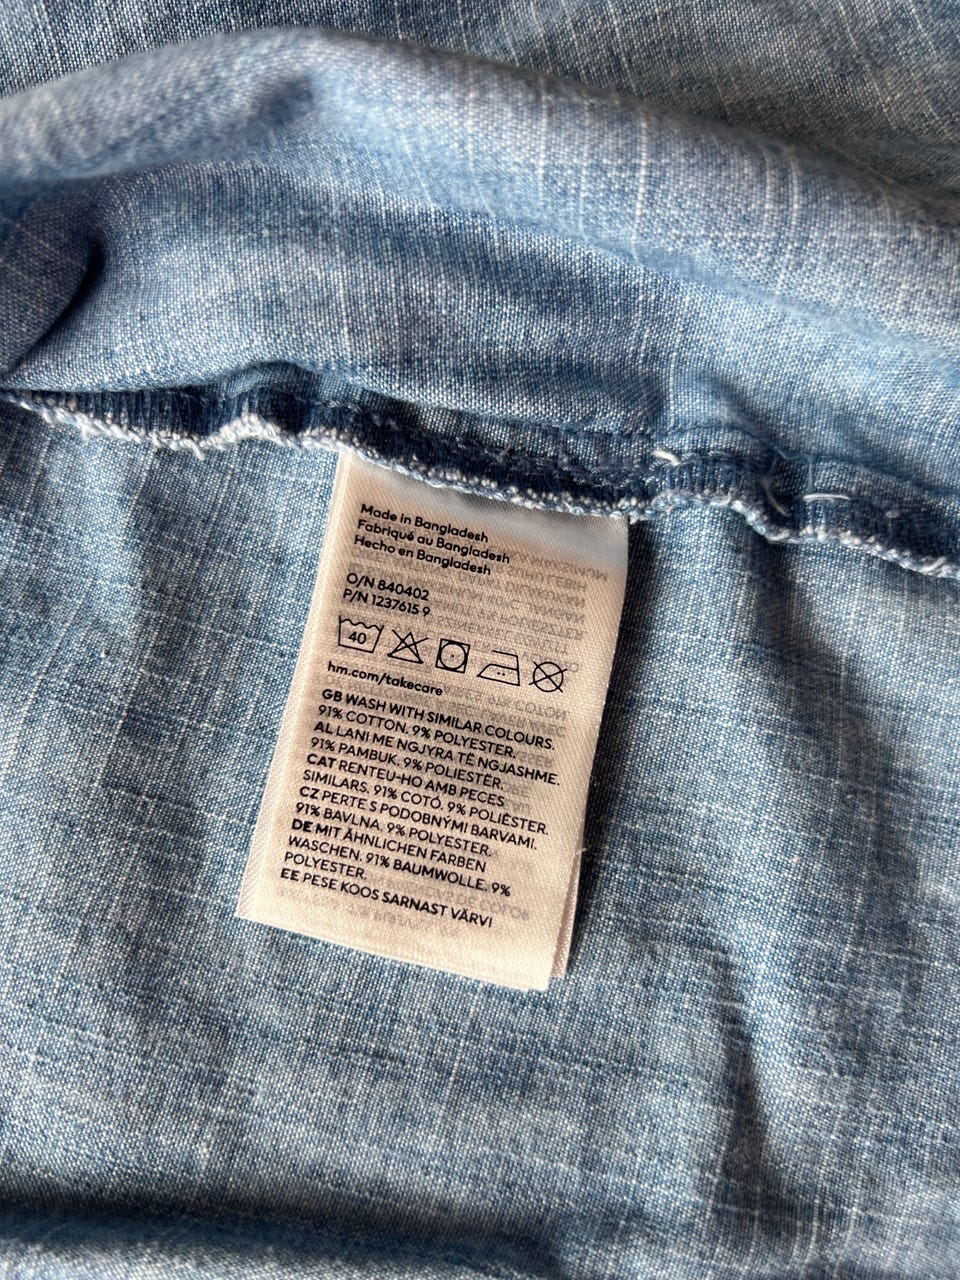 Made in Bangladesh
Fabriqué au Bangladesh
Hecho en Bangladesh
O/N 840402
P/N 1237615 9
40
hm.com/takecare
GB WASH WITH SIMILAR COLOURS.
91% COTTON. 9% POLYESTER.
AL LANI ME NGJYRA TË NGJASHME.
91% PAMBUK. 9% POLIESTËR.
CAT RENTEU-HO AMB PECES
SIMILARS. 91% COTÓ. 9% POLIÈSTER.
CZ PERTE S PODOBNÝMI BARVAMI.
91% BAVLNA. 9% POLYESTER.
DE MIT ÄHNLICHEN FARBEN
WASCHEN. 91% BAUMWOLLE. 9%
POLYESTER.
EE PESE KOOS SARNAST VÄRVI